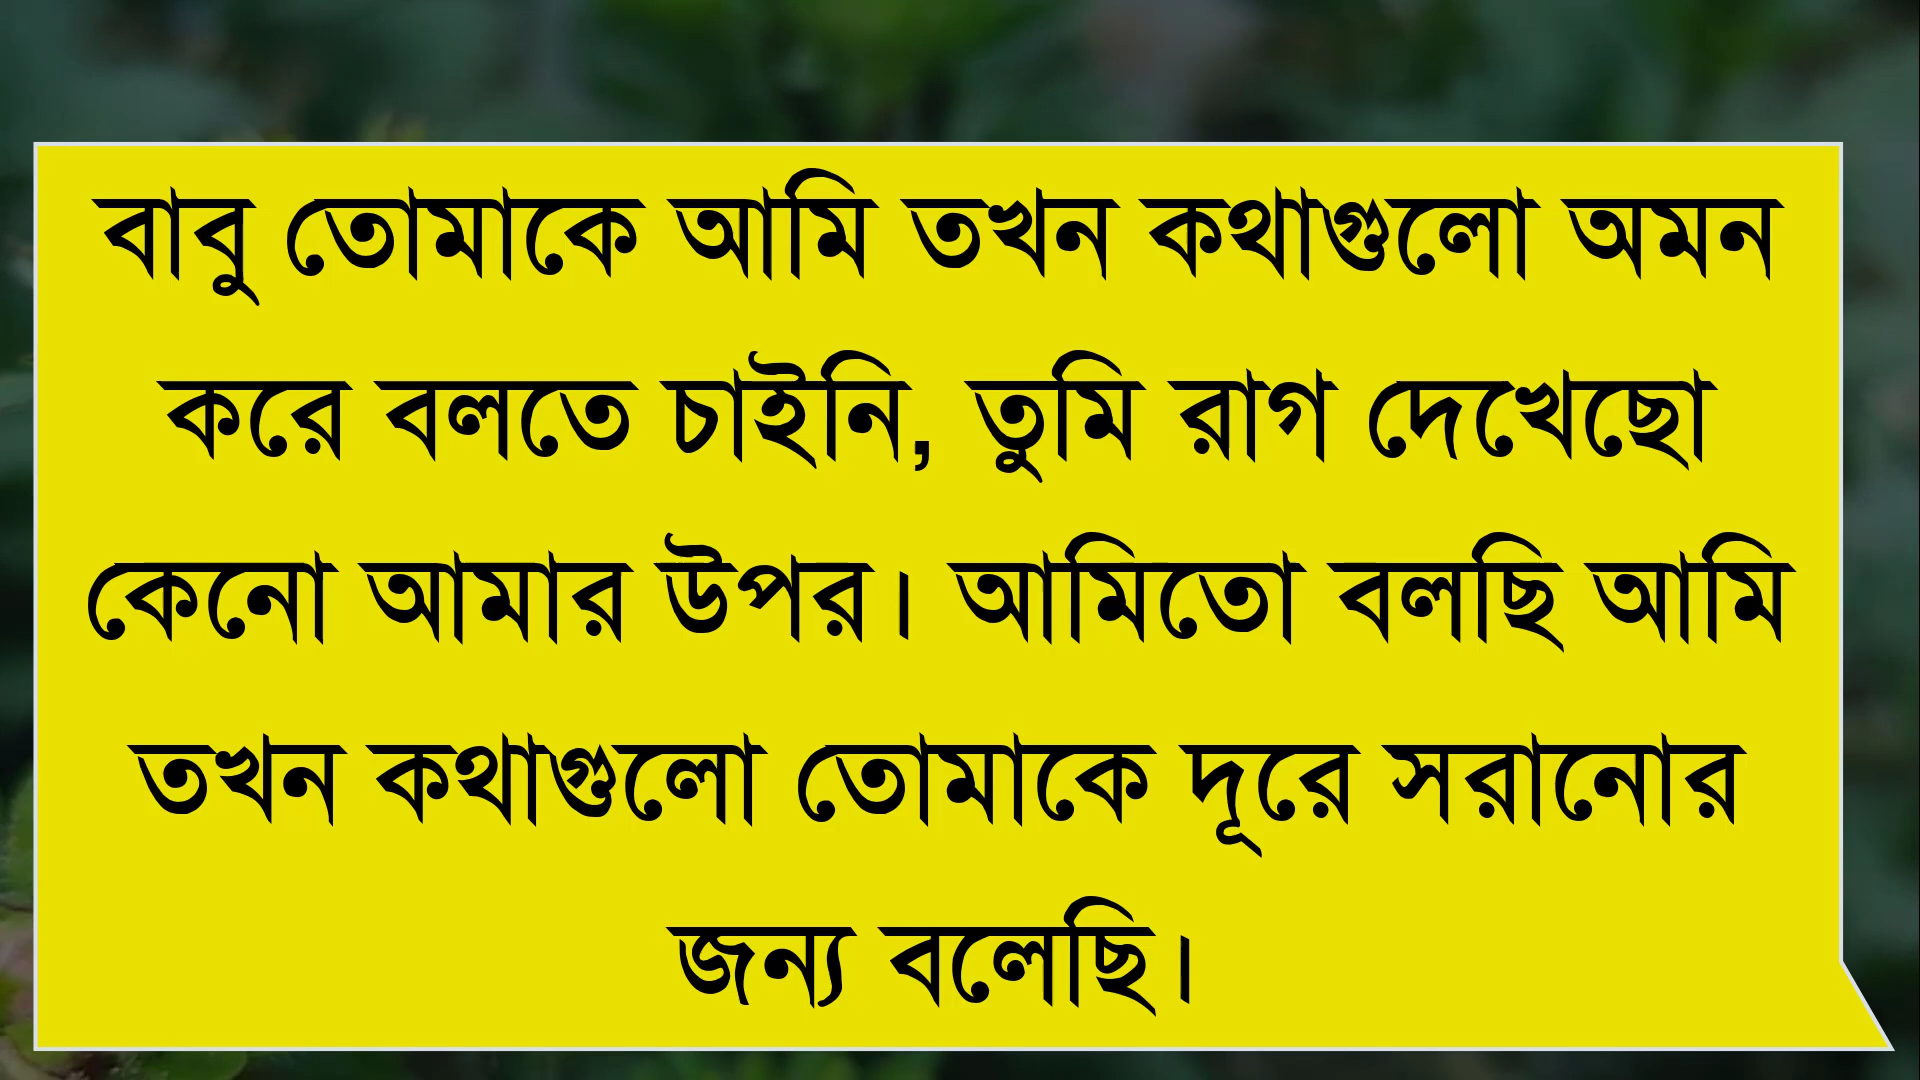 বাবু তোমাকে আমি তখন কথাগুলো অমন
করে বলতে চাইনি, তুমি রাগ দেখেছো
কেনো আমার উপর। আমিতো বলছি আমি
তখন কথাগুলো তোমাকে দূরে সরানোর
জন্য বলেছি।